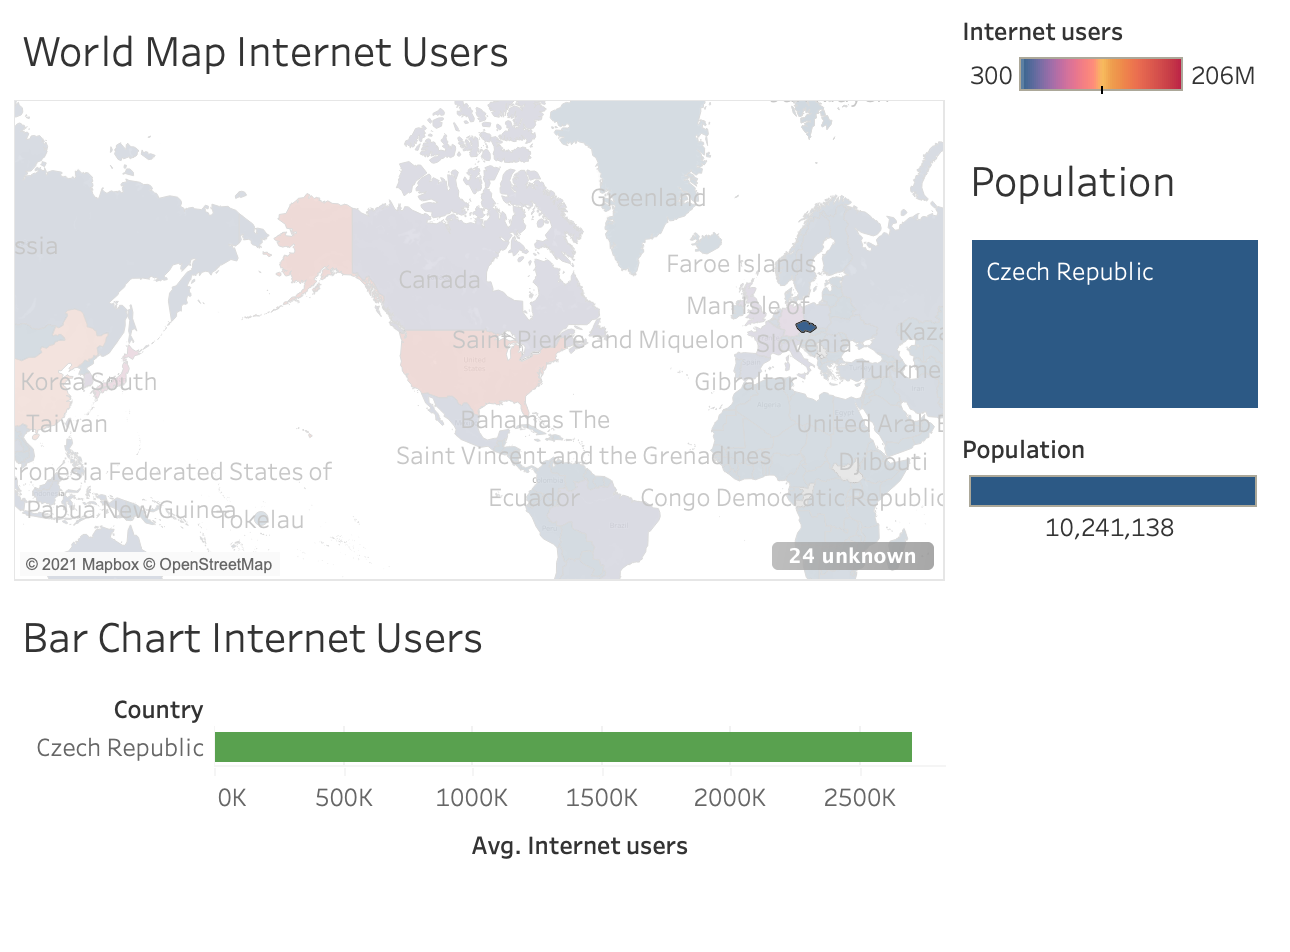 World Map Internet Users
Internet users
300
206M
Greenland
ssia
Faroe Islands
Canada
Man Isle of
Saint Pierre and Miquelon
Slovenia
Kaza
Korea South
Gibraltar
Turkme
Taiwan
Bahamas The
United Arab E
Saint Vincent and the Grenadines
Djibouti
ronesia Federated States of
Ecuador
Congo Democratic Republic
Papua New Guinea
Tokelau
© 2021 Mapbox © OpenStreetMap
24 unknown
Population
Czech Republic
Population
10,241,138
Bar Chart Internet Users
Country
Czech Republic
0K 500K 1000K 1500K 2000K 2500K
Avg. Internet users